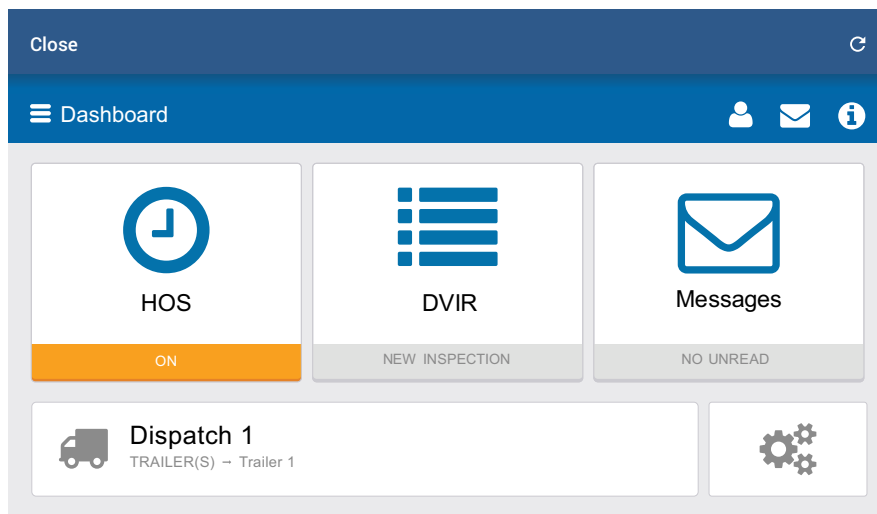 Close
Dashboard
HOS
DVIR
Messages
ON
NEW INSPECTION
NO UNREAD
Dispatch 1
TRAILER(S) → Trailer 1